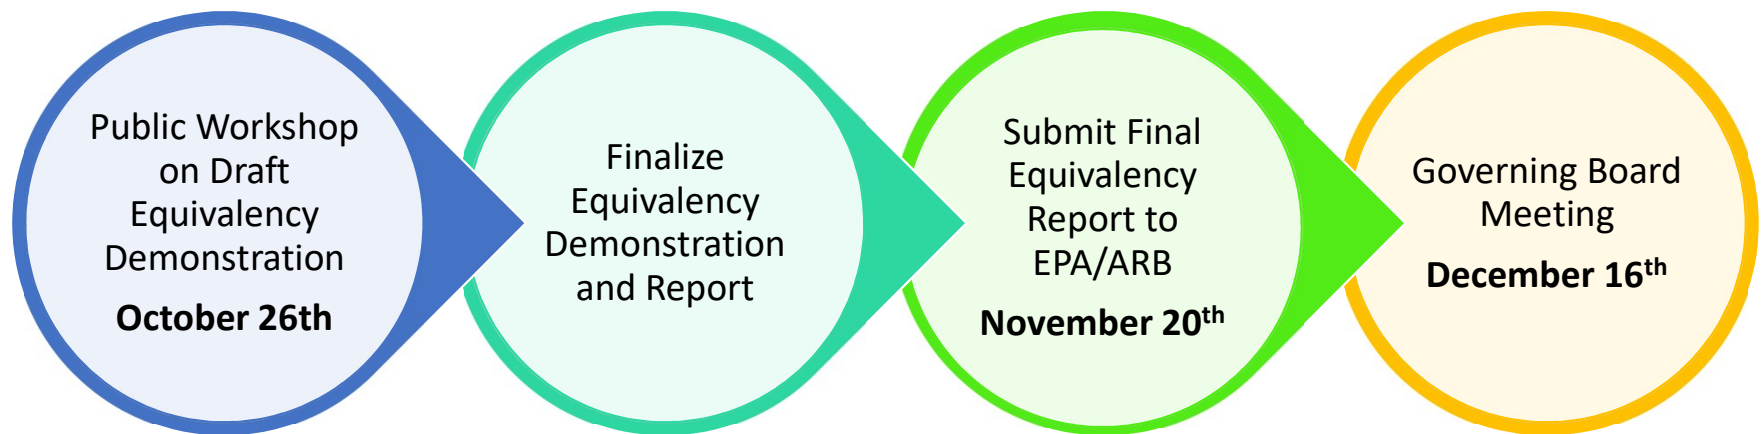 Public Workshop
on Draft
Equivalency
Demonstration
October 26th
Finalize
Equivalency
Demonstration
and Report
Submit Final
Equivalency
Report to
EPA/ARB
November 20th
Governing Board
Meeting
December 16th